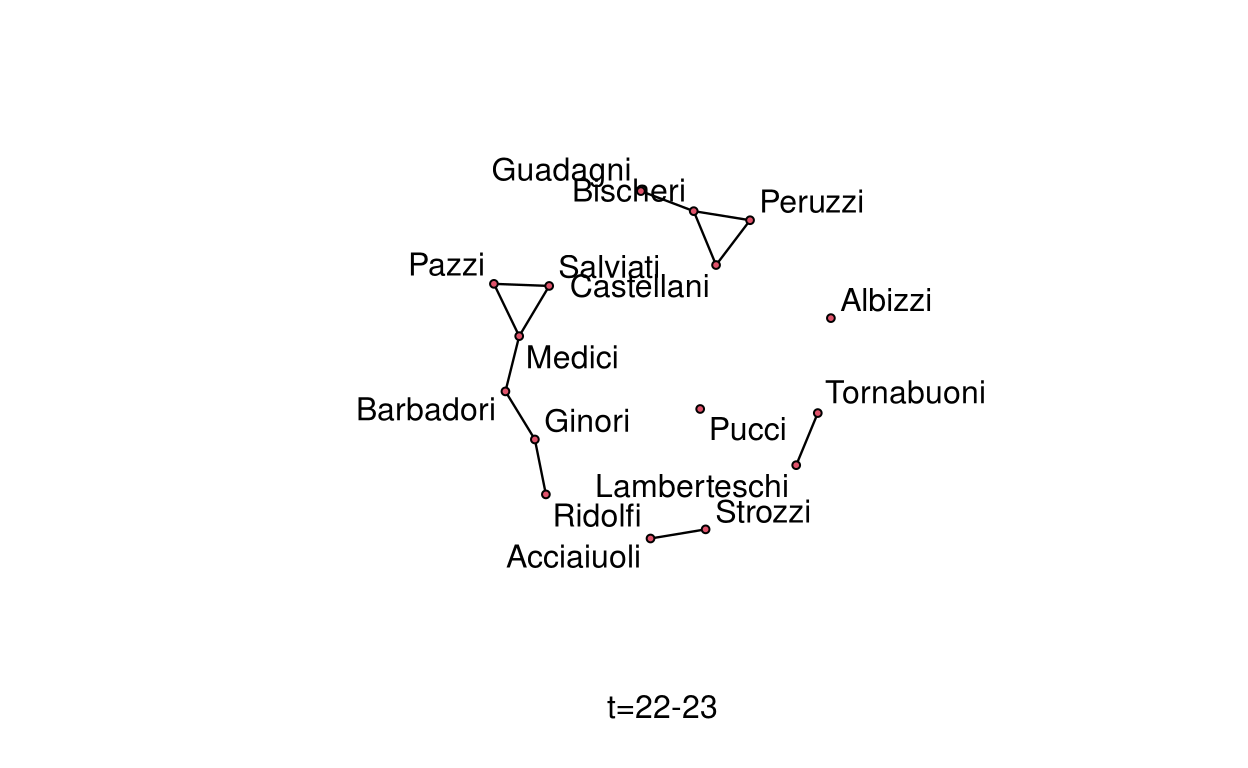 Guadagni
Bischeri
Peruzzi
Pazzi
Salviati
Castellani
Albizzi
Medici
Tornabuoni
Barbadori
Ginori
Pucci
Lamberteschi
Ridolfi
Strozzi
Acciaiuoli
t=22-23